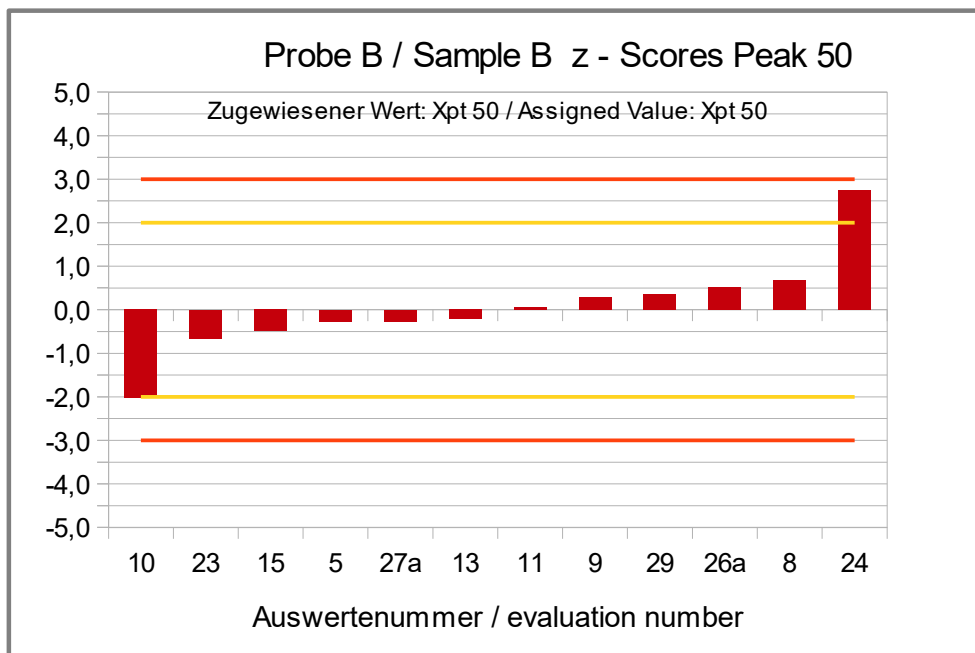 Probe B / Sample B z - Scores Peak 50
5,0
Zugewiesener Wert: Xpt 50 / Assigned Value: Xpt 50
4,0
3,0
2,0
1,0
0,0
-1,0
-2,0
-3,0
-4,0
-5,0
10 23 15 5 27a 13 11 9 29 26a 8 24
Auswertenummer / evaluation number